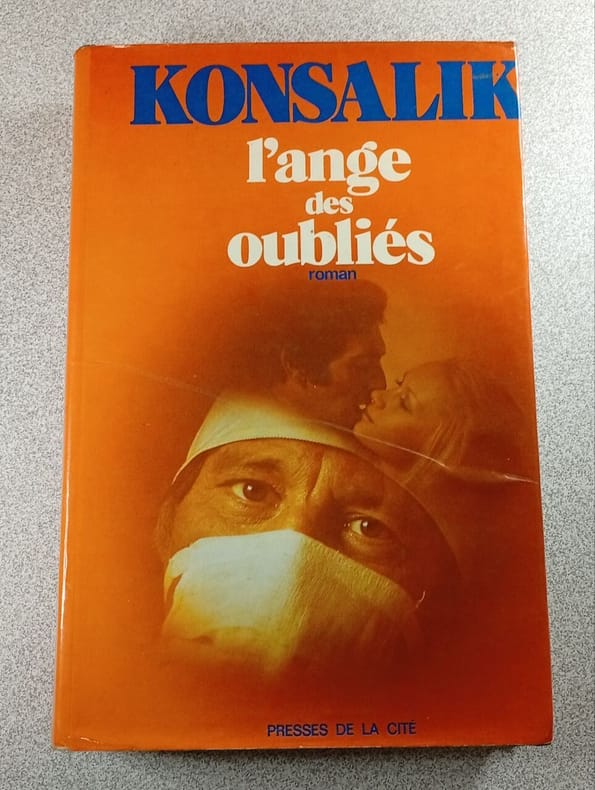 KONSALIK
l'ange
des
oubliés
roman
PRESSES DE LA CITÉ